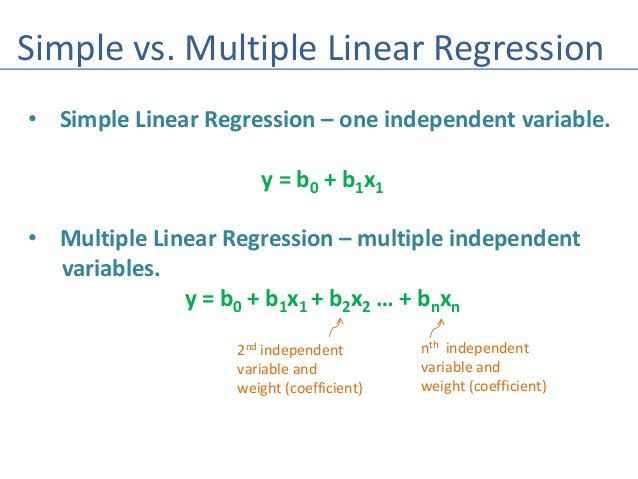 Simple vs. Multiple Linear Regression
• Simple Linear Regression – one independent variable.
y = b₀ + b₁x₁
• Multiple Linear Regression – multiple independent
variables.
y = b₀ + b₁x₁ + b₂x₂ … + bₙxₙ
2ⁿᵈ independent
variable and
weight (coefficient)
nᵗʰ independent
variable and
weight (coefficient)